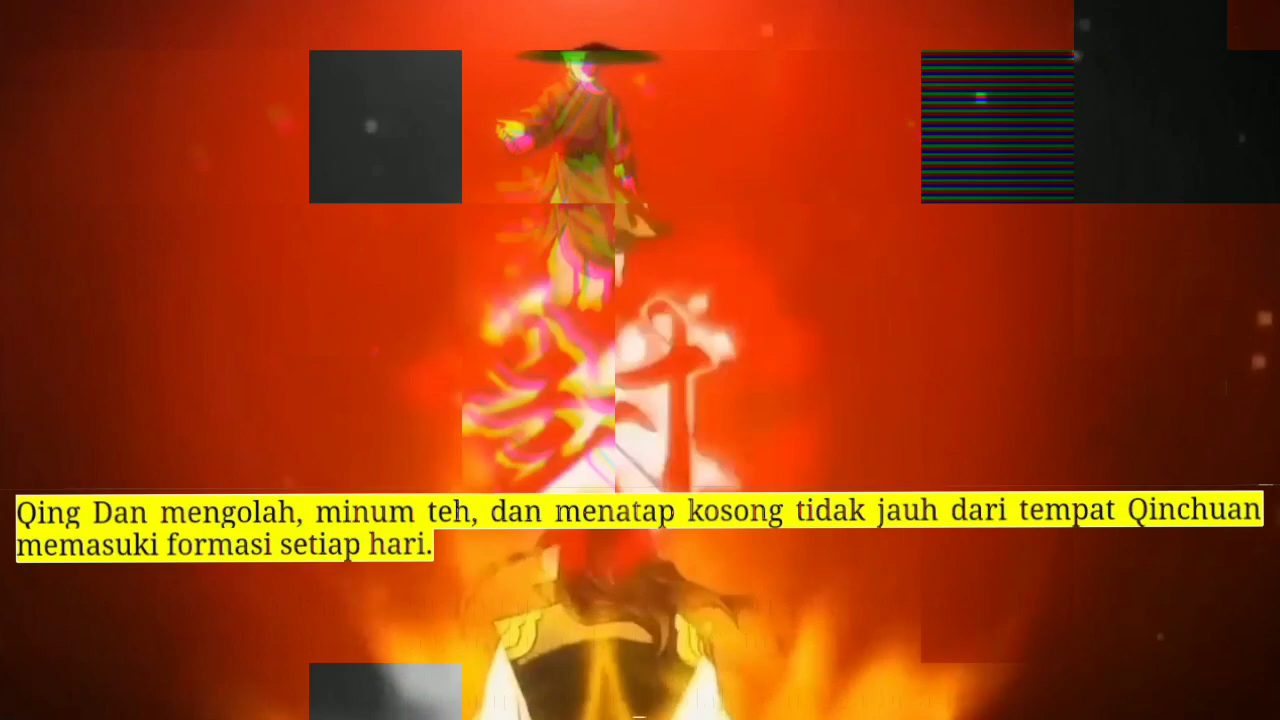 Qing Dan mengolah, minum teh, dan menatap kosong tidak jauh dari tempat Qinchuan
memasuki formasi setiap hari.